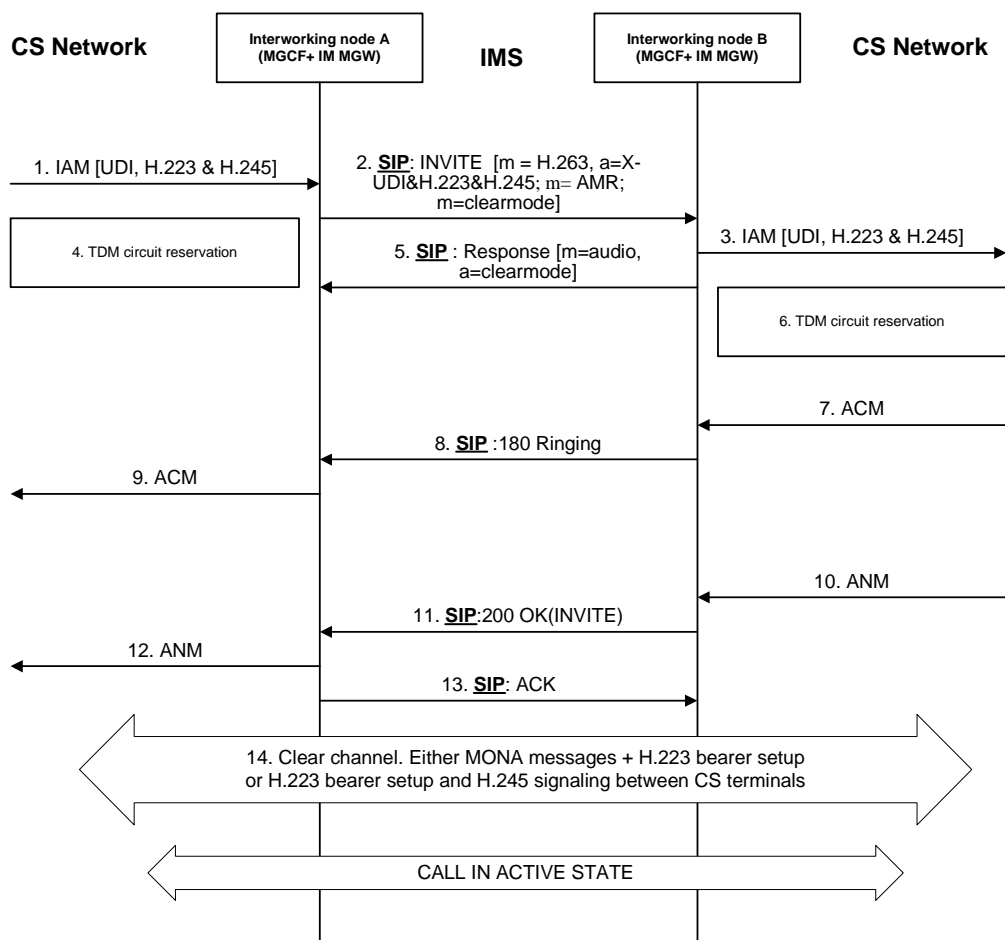 CS Network
Interworking node A
(MGCF+ IM MGW)
IMS
Interworking node B
(MGCF+ IM MGW)
CS Network
1. IAM [UDI, H.223 & H.245]
2. SIP: INVITE [m = H.263, a=X-
UDI&H.223&H.245; m= AMR;
m=clearmode]
3. IAM [UDI, H.223 & H.245]
4. TDM circuit reservation
5. SIP : Response [m=audio,
a=clearmode]
6. TDM circuit reservation
7. ACM
8. SIP :180 Ringing
9. ACM
10. ANM
11. SIP:200 OK(INVITE)
12. ANM
13. SIP: ACK
14. Clear channel. Either MONA messages + H.223 bearer setup
or H.223 bearer setup and H.245 signaling between CS terminals
CALL IN ACTIVE STATE